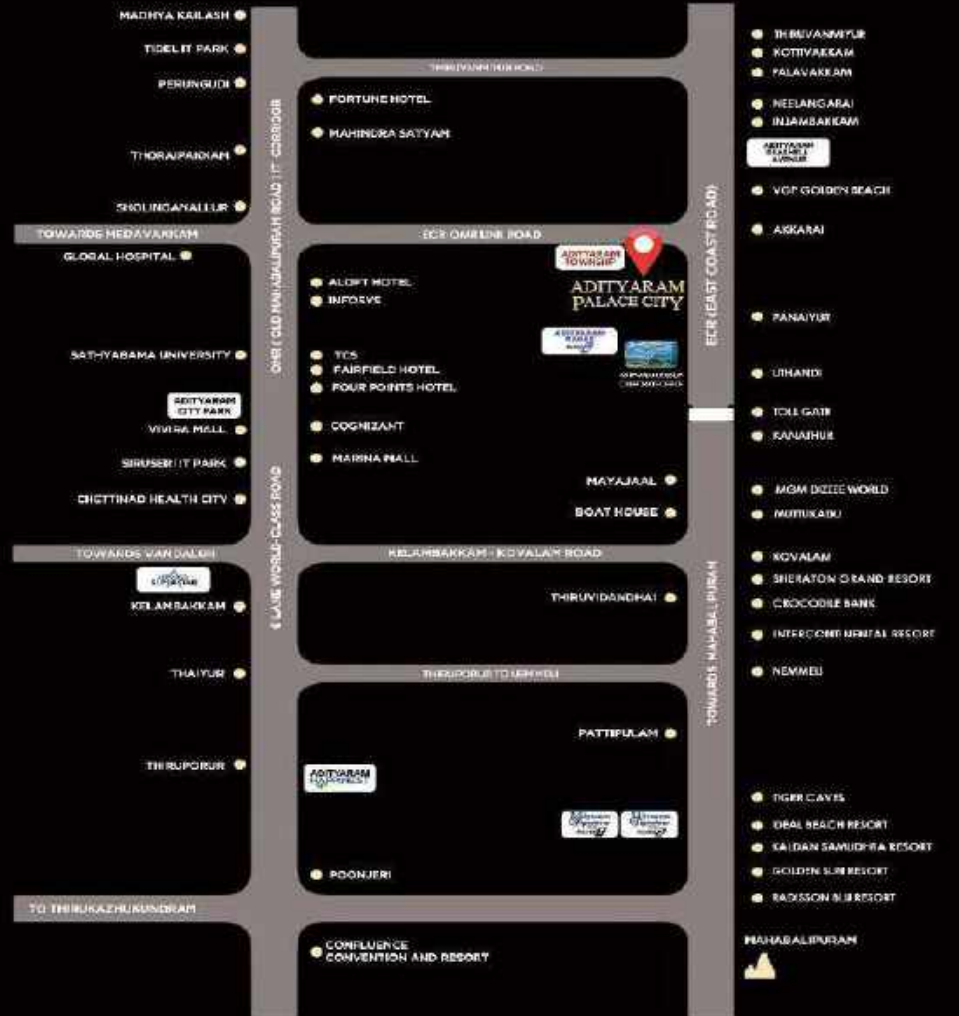 MADHYA KAILASH
TIDEL IT PARK
PERUNGUDI
THORAIPAKKAM
SHOLINGANALLUR
TOWARDS MEDAVAKKAM
GLOBAL HOSPITAL
SATHYABAMA UNIVERSITY
ADITYARAM
CITY PARK
VIVIRA MALL
SIRUSERI IT PARK
CHETTINAD HEALTH CITY
TOWARDS VANDALUR
KELAMBAKKAM
THAIYUR
THIRUPORUR
TO THIRUKAZHUKUNDRAM
OMR ( OLD MAHABALIPURAM ROAD ) IT CORRIDOR
6 LANE WORLD-CLASS ROAD
THIRUVANMIYUR ROAD
FORTUNE HOTEL
MAHINDRA SATYAM
ECR OMR LINK ROAD
ADITYARAM
TOWNSHIP
ADITYARAM
PALACE CITY
ALOFT HOTEL
INFOSYS
TCS
FAIRFIELD HOTEL
FOUR POINTS HOTEL
COGNIZANT
MARINA MALL
MAYAJAAL
BOAT HOUSE
KELAMBAKKAM - KOVALAM ROAD
THIRUVIDANDHAI
THIRUPORUR TO NEMMELI
PATTIPULAM
ADITYARAM
HAPPINEST
POONJERI
CONFLUENCE
CONVENTION AND RESORT
ECR (EAST COAST ROAD)
TOWARDS MAHABALIPURAM
THIRUVANMIYUR
KOTTIVAKKAM
PALAVAKKAM
NEELANGARAI
INJAMBAKKAM
ADITYARAM
AVENUE
VGP GOLDEN BEACH
AKKARAI
PANAIYUR
UTHANDI
TOLL GATE
KANATHUR
MGM DIZZEE WORLD
MUTTUKADU
KOVALAM
SHERATON GRAND RESORT
CROCODILE BANK
INTERCONTINENTAL RESORT
NEMMELI
TIGER CAVES
IDEAL BEACH RESORT
KALDAN SAMUDHRA RESORT
GOLDEN SUN RESORT
RADISSON BLU RESORT
MAHABALIPURAM